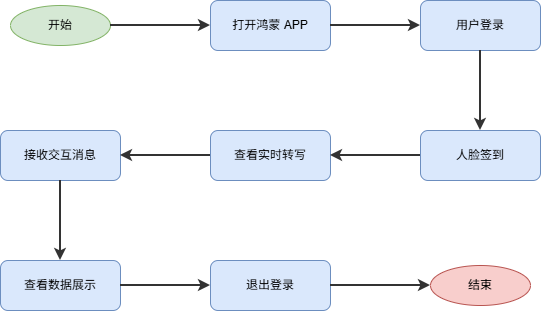 开始
打开鸿蒙 APP
用户登录
人脸签到
查看实时转写
接收交互消息
查看数据展示
退出登录
结束